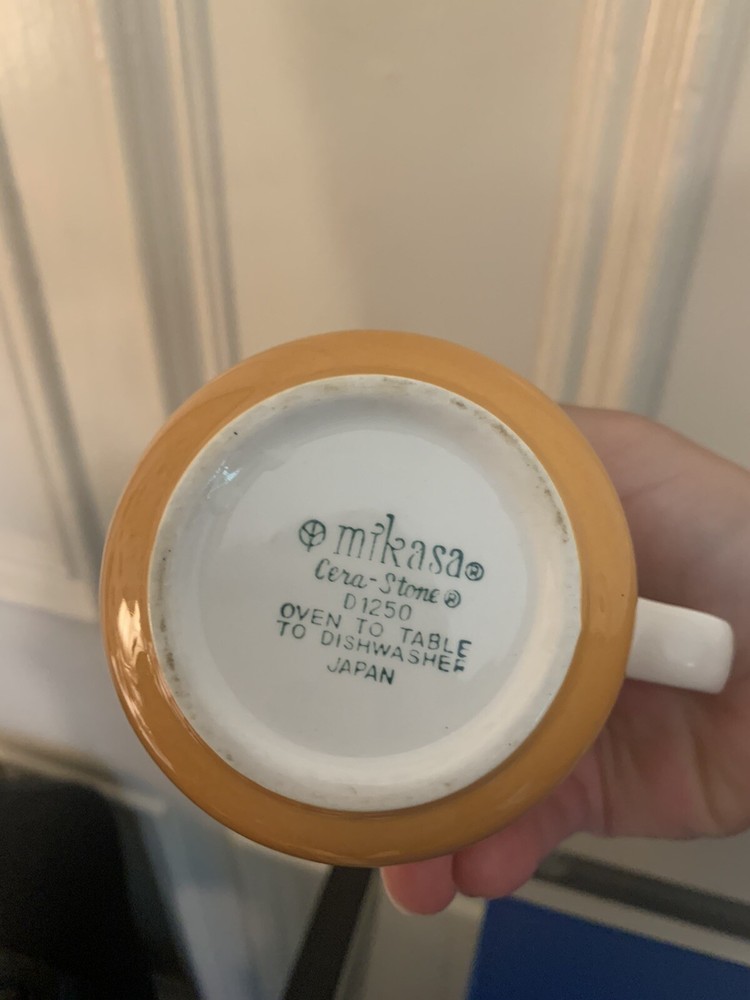 mikasa®
Cera-Stone®
D1250
OVEN TO TABLE
TO DISHWASHER
JAPAN